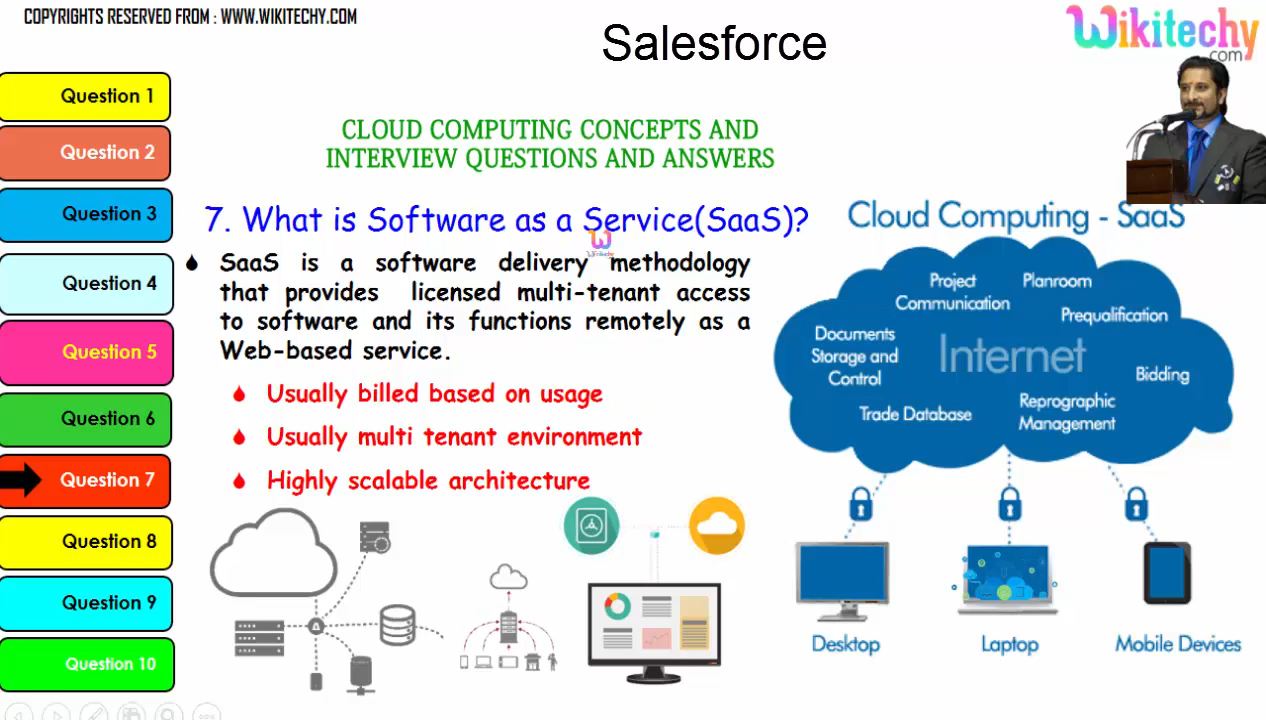 COPYRIGHTS RESERVED FROM : WWW.WIKITECHY.COM
Salesforce
Wikitechy
.com
Question 1
Question 2
Question 3
Question 4
Question 5
Question 6
Question 7
Question 8
Question 9
Question 10
CLOUD COMPUTING CONCEPTS AND
INTERVIEW QUESTIONS AND ANSWERS
7. What is Software as a Service(SaaS)?
Wikitechy
SaaS is a software delivery methodology
that provides licensed multi-tenant access
to software and its functions remotely as a
Web-based service.
Usually billed based on usage
Usually multi tenant environment
Highly scalable architecture
Cloud Computing - SaaS
Project
Communication
Planroom
Prequalification
Documents
Storage and
Control
Internet
Bidding
Trade Database
Reprographic
Management
Desktop
Laptop
Mobile Devices